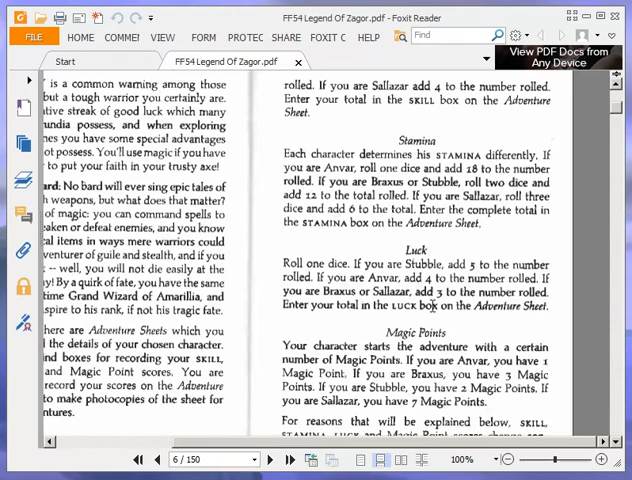 FF54 Legend Of Zagor.pdf - Foxit Reader
FILE HOME COMMEI VIEW FORM PROTEC SHARE FOXIT C Find
Start FF54 Legend Of Zagor.pdf
View PDF Docs from
Any Device
is a common warning among those
but a tough warrior you certainly are.
tive streak of good luck which many
undia possess, and when exploring
nes you have some special advantages
ot possess. You'll use magic if you have
to put your faith in your trusty axe!
ard: No bard will ever sing epic tales of
h weapons, but what does that matter?
of magic: you can command spells to
eaken or defeat enemies, and you know
cal items in ways mere warriors could
venturer of guile and stealth, and if you
-- well, you will not die easily at the
y! By a quirk of fate, you have the same
time Grand Wizard of Amarillia, and
spire to his rank, if not his tragic fate.
here are Adventure Sheets which you
l the details of your chosen character.
ind boxes for recording your SKILL,
and Magic Point scores. You are
record your scores on the Adventure
to make photocopies of the sheet for
ntures.
rolled. If you are Sallazar add 4 to the number rolled.
Enter your total in the SKILL box on the Adventure
Sheet.
Stamina
Each character determines his STAMINA differently. If
you are Anvar, roll one dice and add 18 to the number
rolled. If you are Braxus or Stubble, roll two dice and
add 12 to the total rolled. If you are Sallazar, roll three
dice and add 6 to the total. Enter the complete total in
the STAMINA box on the Adventure Sheet.
Luck
Roll one dice. If you are Stubble, add 5 to the number
rolled. If you are Anvar, add 4 to the number rolled. If
you are Braxus or Sallazar, add 3 to the number rolled.
Enter your total in the LUCK box on the Adventure Sheet.
Magic Points
Your character starts the adventure with a certain
number of Magic Points. If you are Anvar, you have 1
Magic Point. If you are Braxus, you have 3 Magic
Points. If you are Stubble, you have 2 Magic Points. If
you are Sallazar, you have 7 Magic Points.
For reasons that will be explained below, SKILL,
STAMINA, LUCK and Magic Point scores change con-
6 / 150 100%